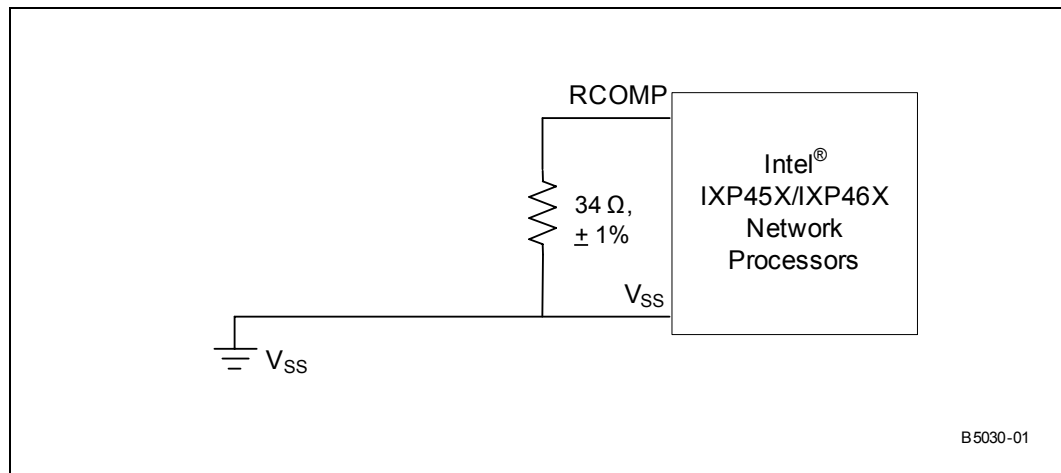 RCOMP
Intel®
IXP45X/IXP46X
Network
Processors
34 Ω,
± 1%
VSS
VSS
B5030-01